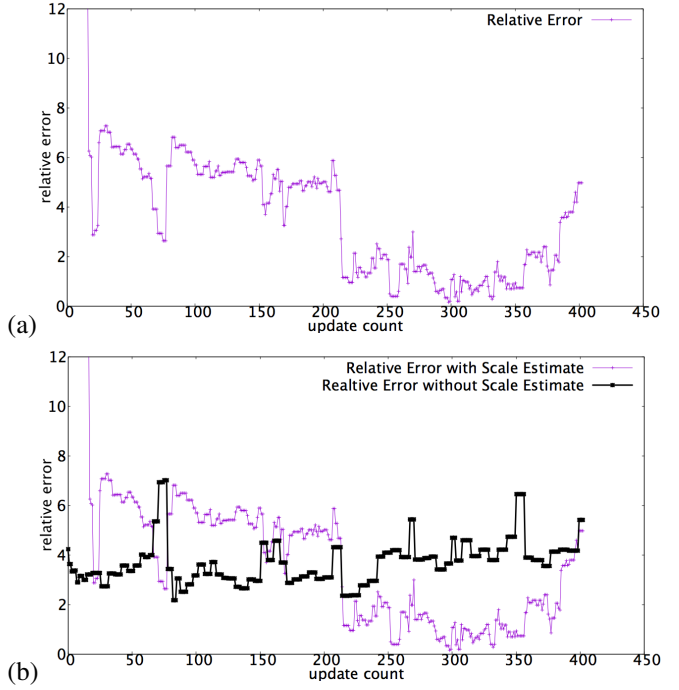 12
Relative Error
10
8
6
4
2
0
relative error
0 50 100 150 200 250 300 350 400 450
update count
(a)
12
Relative Error with Scale Estimate
Realtive Error without Scale Estimate
10
8
6
4
2
0
relative error
0 50 100 150 200 250 300 350 400 450
update count
(b)